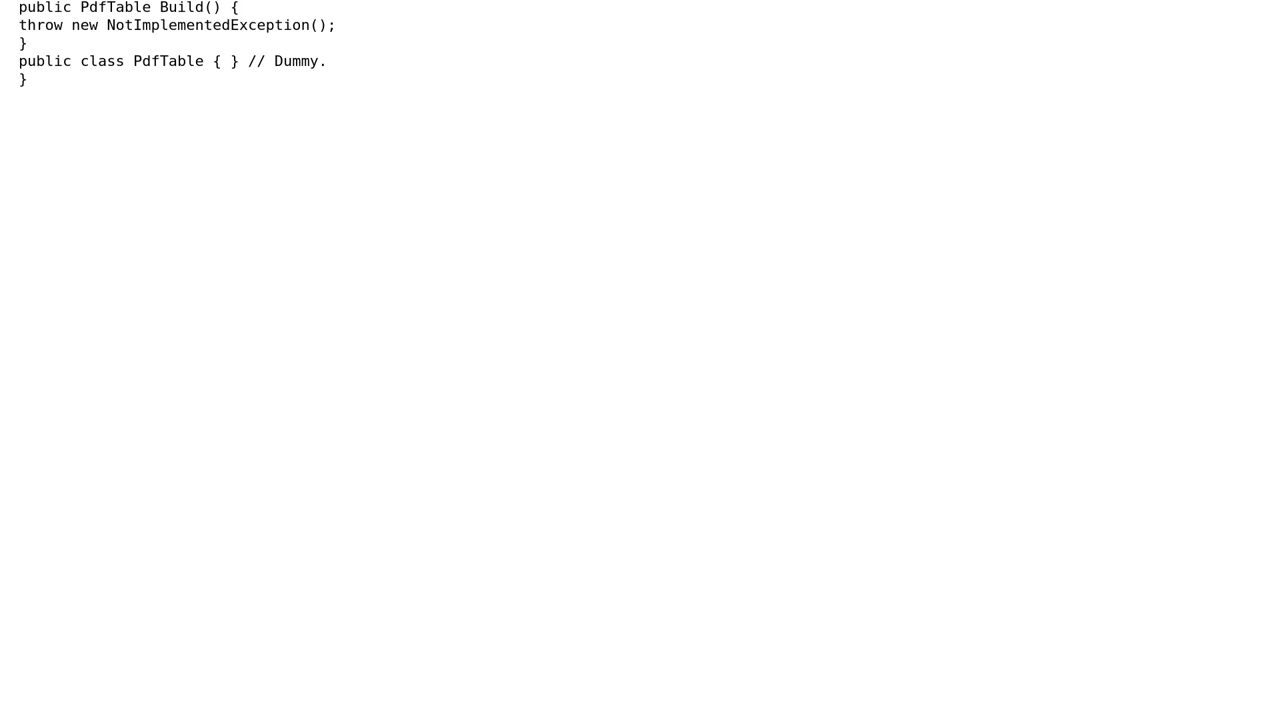 public PdfTable Build() {
throw new NotImplementedException();
}
public class PdfTable { } // Dummy.
}